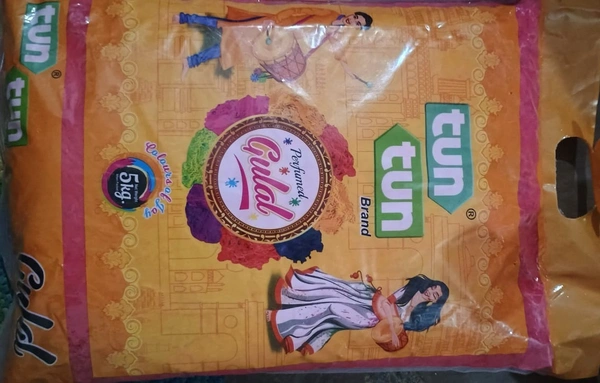 tun
tun
®
Brand
Perfumed
Gulal
Colours of Joy
5kg.
tun
tun
®
Gulal